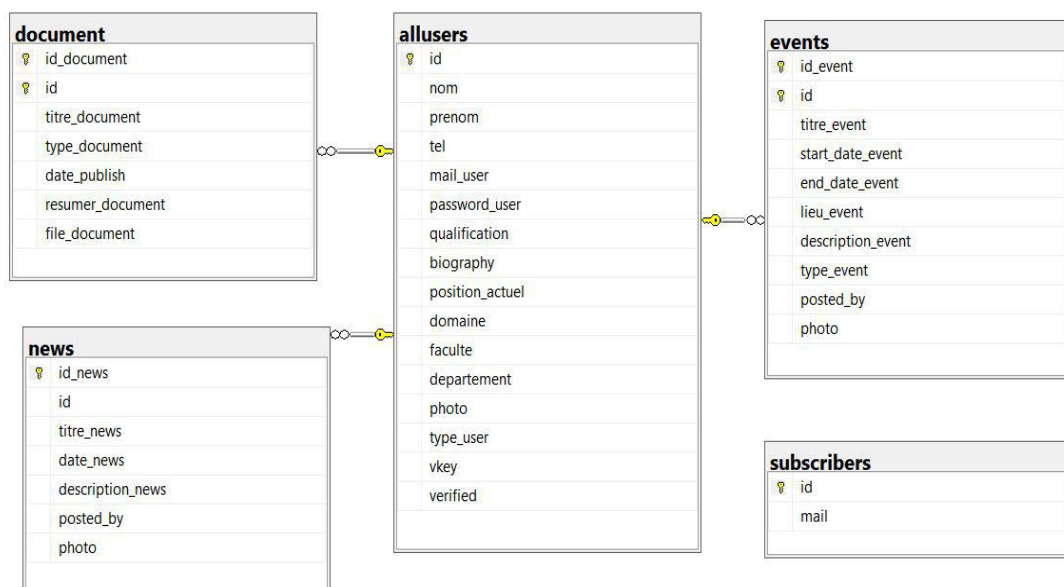 document
id_document
id
titre_document
type_document
date_publish
resumer_document
file_document
news
id_news
id
titre_news
date_news
description_news
posted_by
photo
allusers
id
nom
prenom
tel
mail_user
password_user
qualification
biography
position_actuel
domaine
faculte
departement
photo
type_user
vkey
verified
events
id_event
id
titre_event
start_date_event
end_date_event
lieu_event
description_event
type_event
posted_by
photo
subscribers
id
mail